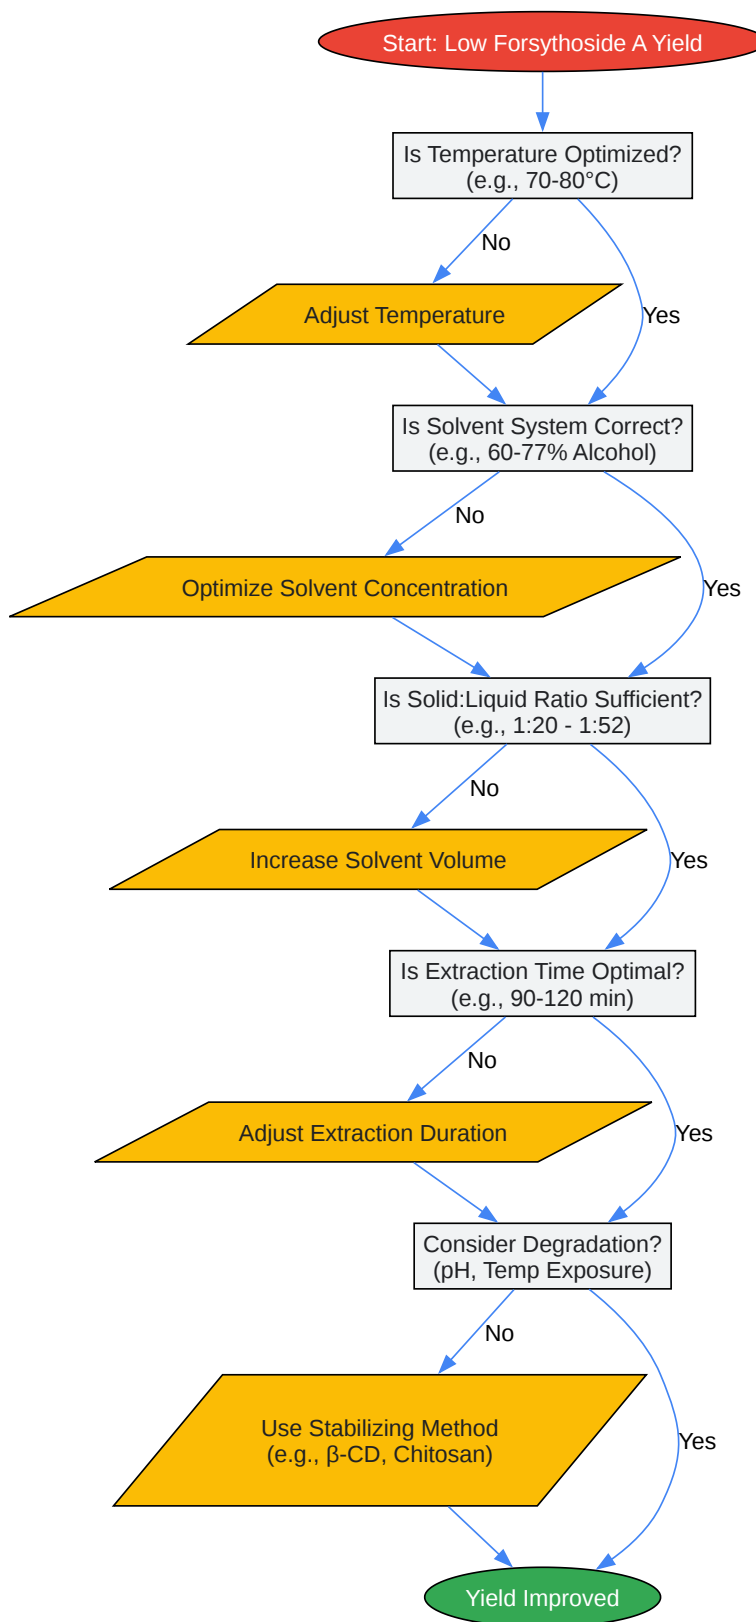 Start: Low Forsythoside A Yield
Is Temperature Optimized?
(e.g., 70-80°C)
No
Adjust Temperature
Yes
Is Solvent System Correct?
(e.g., 60-77% Alcohol)
No
Optimize Solvent Concentration
Yes
Is Solid:Liquid Ratio Sufficient?
(e.g., 1:20 - 1:52)
No
Increase Solvent Volume
Yes
Is Extraction Time Optimal?
(e.g., 90-120 min)
No
Adjust Extraction Duration
Yes
Consider Degradation?
(pH, Temp Exposure)
No
Use Stabilizing Method
(e.g., β-CD, Chitosan)
Yes
Yield Improved